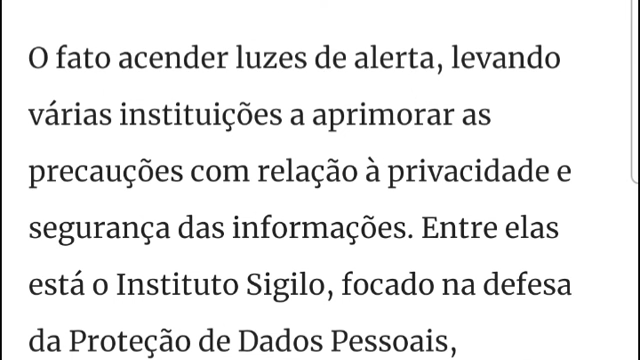 O fato acender luzes de alerta, levando
várias instituições a aprimorar as
precauções com relação à privacidade e
segurança das informações. Entre elas
está o Instituto Sigilo, focado na defesa
da Proteção de Dados Pessoais,